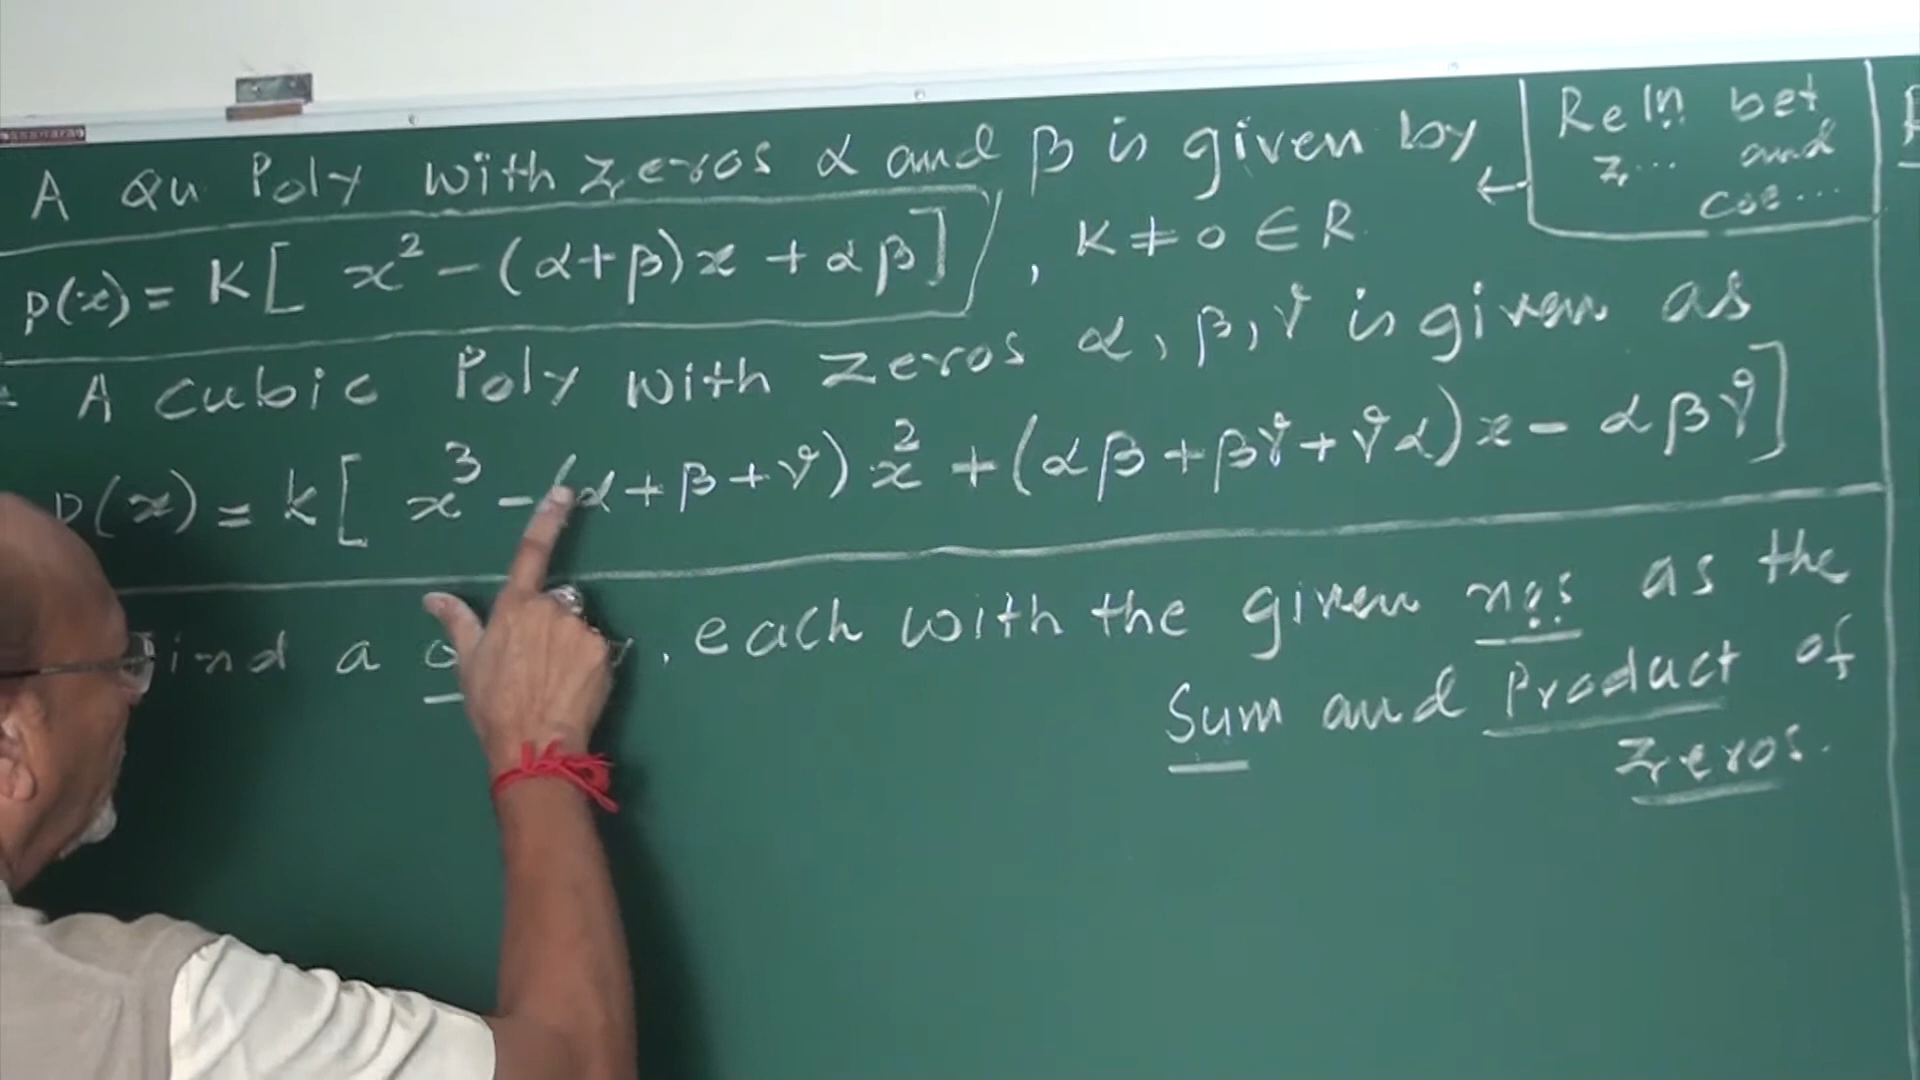 A Qu Poly with zeros α and β is given by
P(x) = K[ x² - (α+β)x + αβ ] , K ≠ 0 ∈ R
Reln bet
z... and
coe...
A cubic Poly with zeros α, β, γ is given as
P(x) = k[ x³ - (α+β+γ) x² + (αβ+βγ+γα)x - αβγ]
ind a , each with the given nos as the
Sum and Product of
zeros.